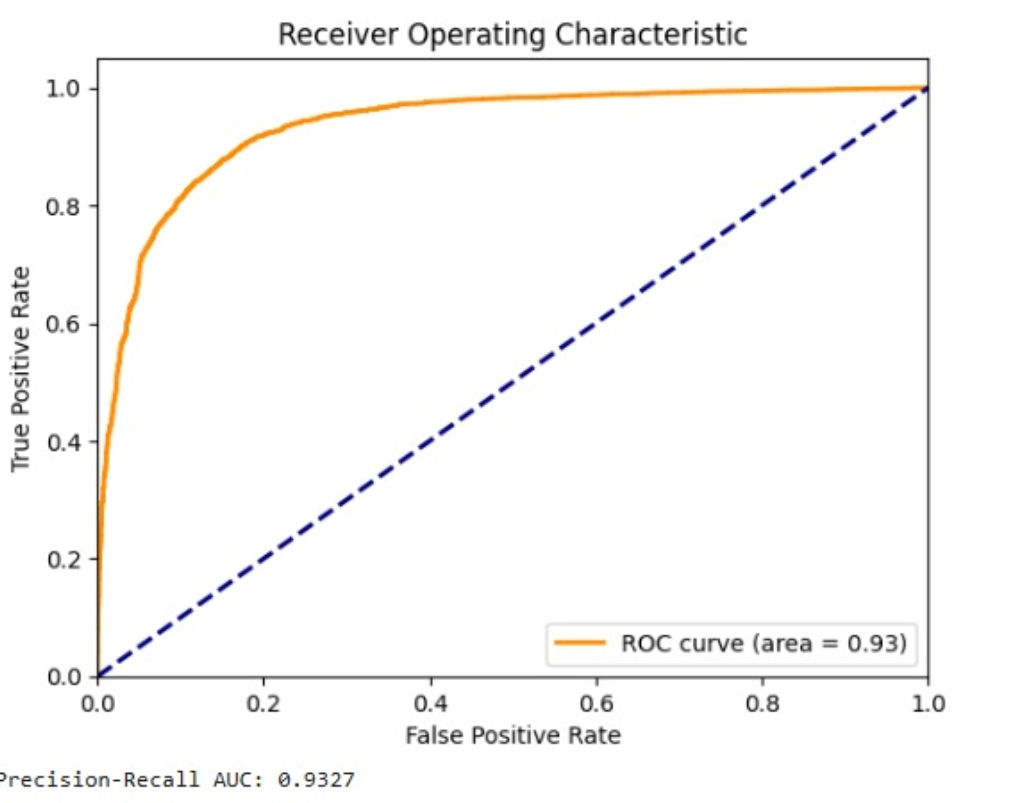 Receiver Operating Characteristic
1.0
0.8
0.6
0.4
0.2
0.0
True Positive Rate
ROC curve (area = 0.93)
0.0 0.2 0.4 0.6 0.8 1.0
False Positive Rate
Precision-Recall AUC: 0.9327